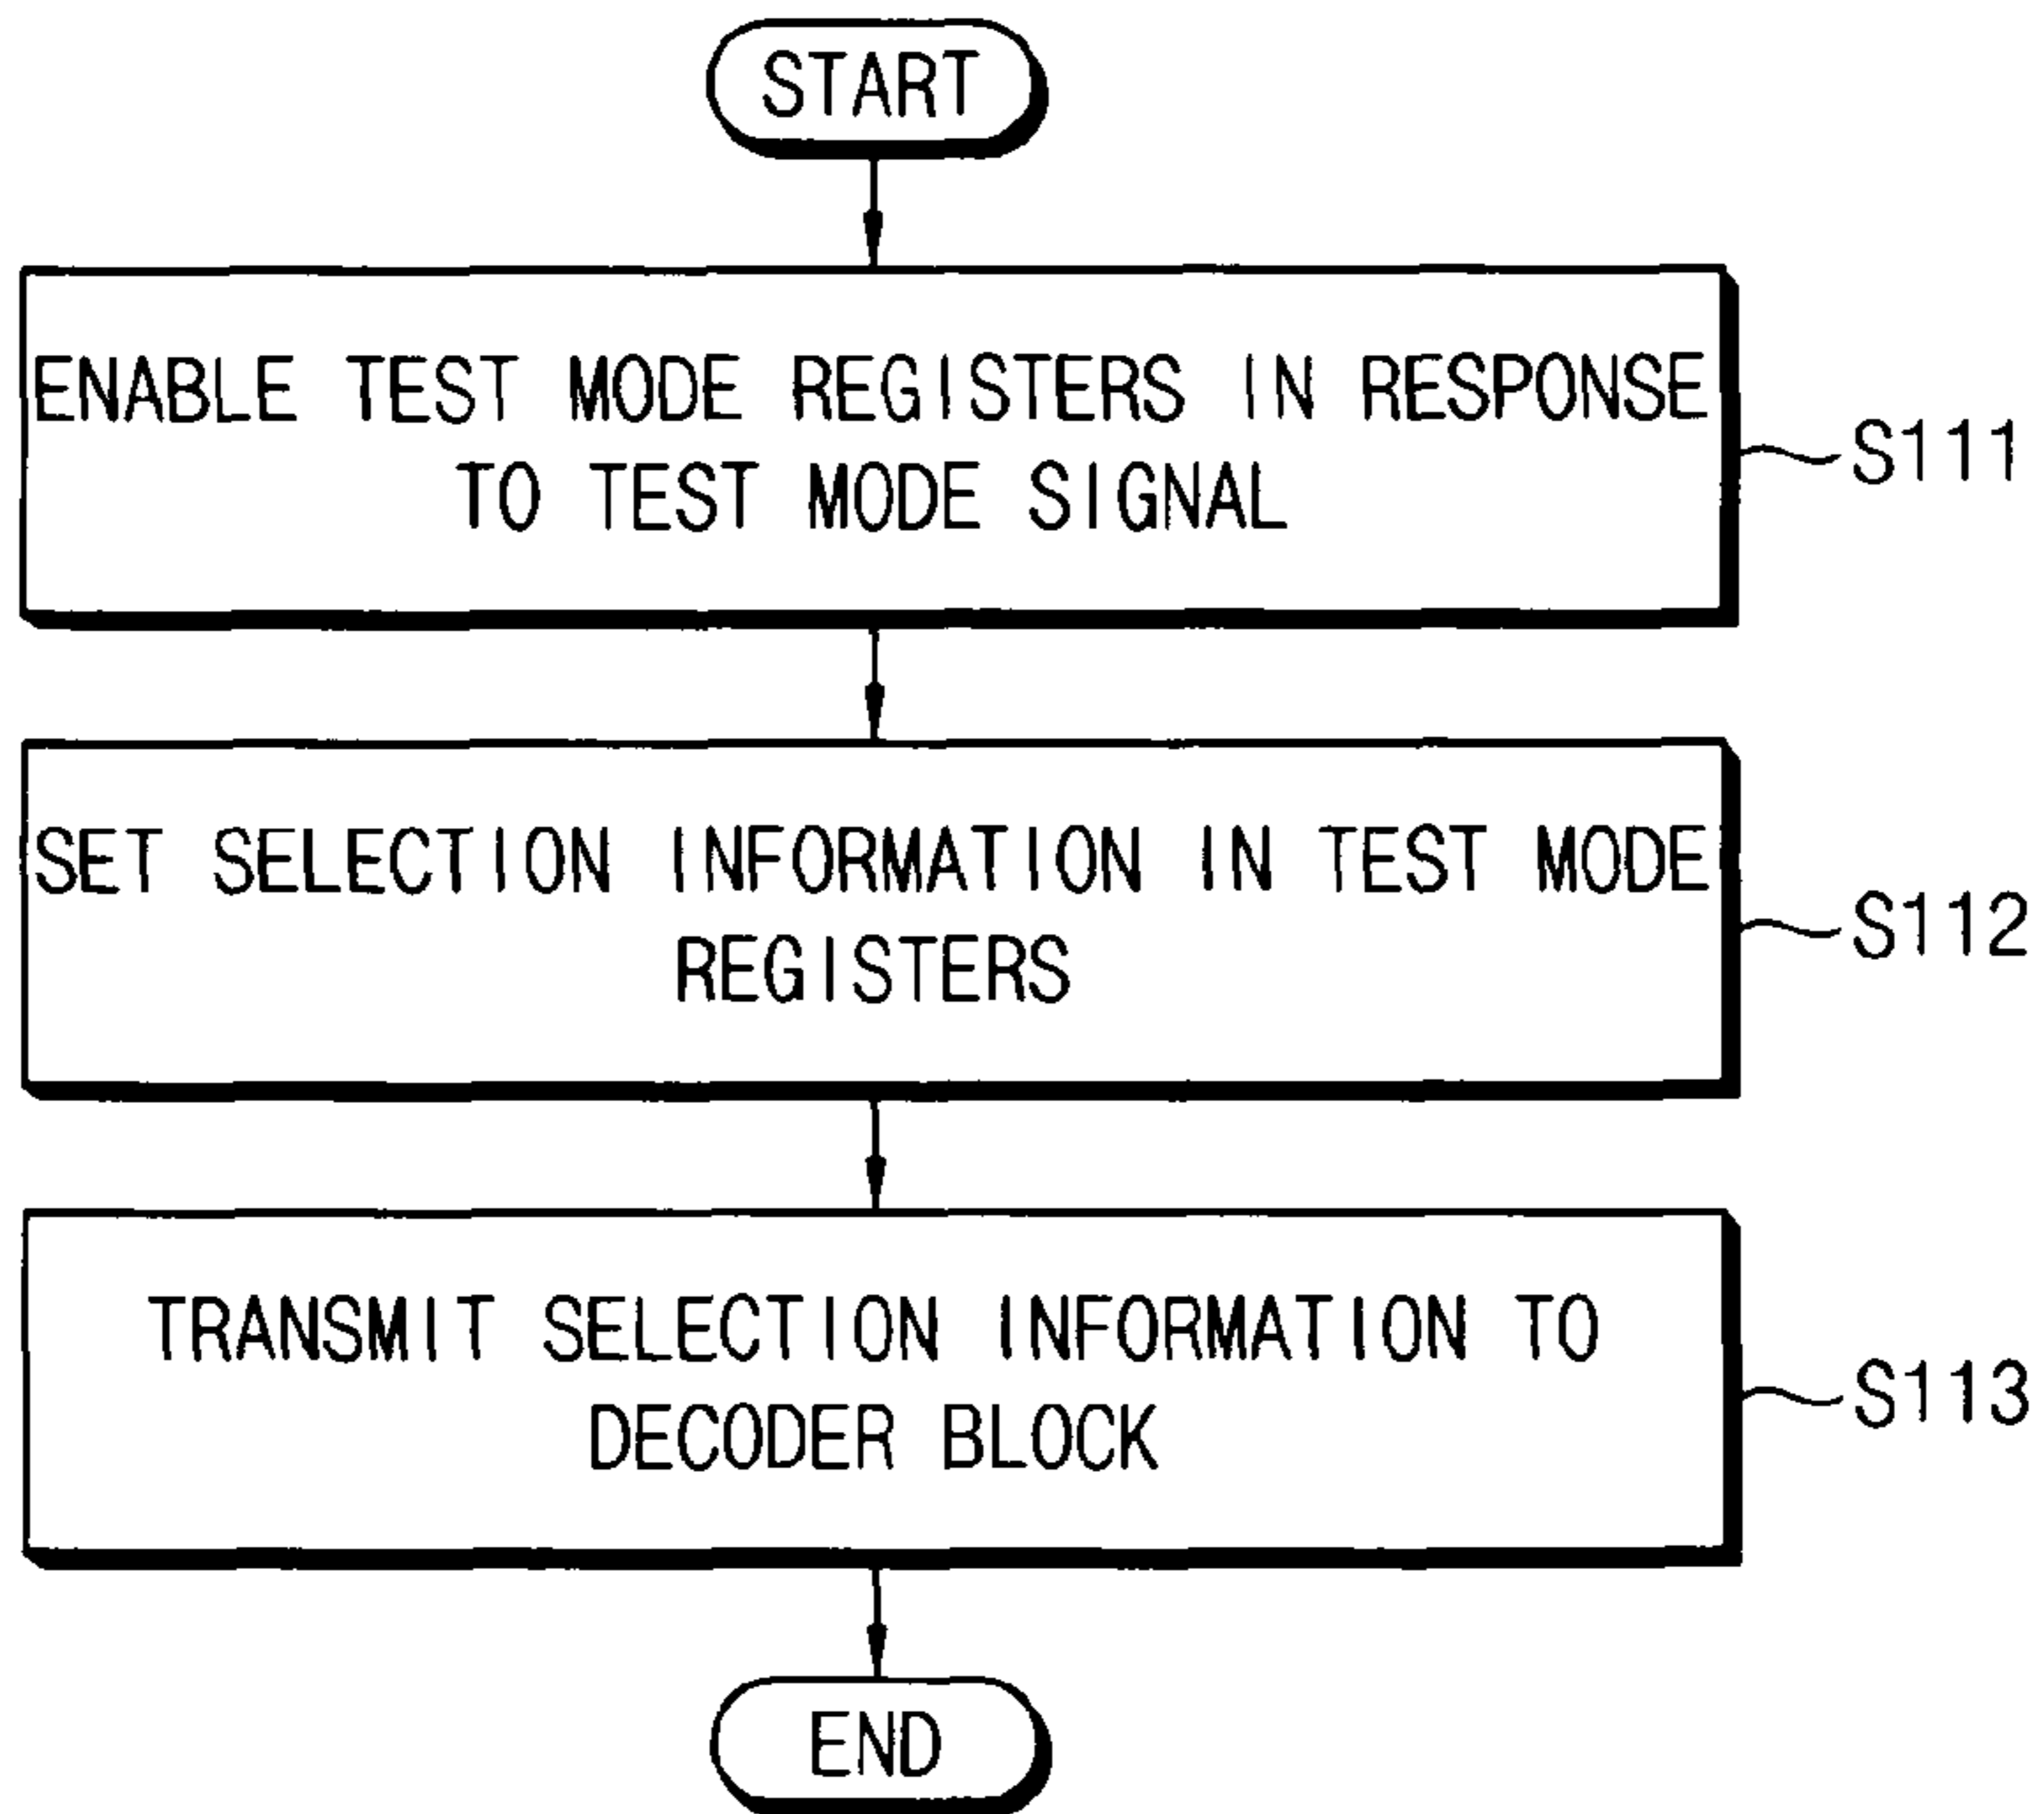 START
ENABLE TEST MODE REGISTERS IN RESPONSE
TO TEST MODE SIGNAL
S111
SET SELECTION INFORMATION IN TEST MODE
REGISTERS
S112
TRANSMIT SELECTION INFORMATION TO
DECODER BLOCK
S113
END